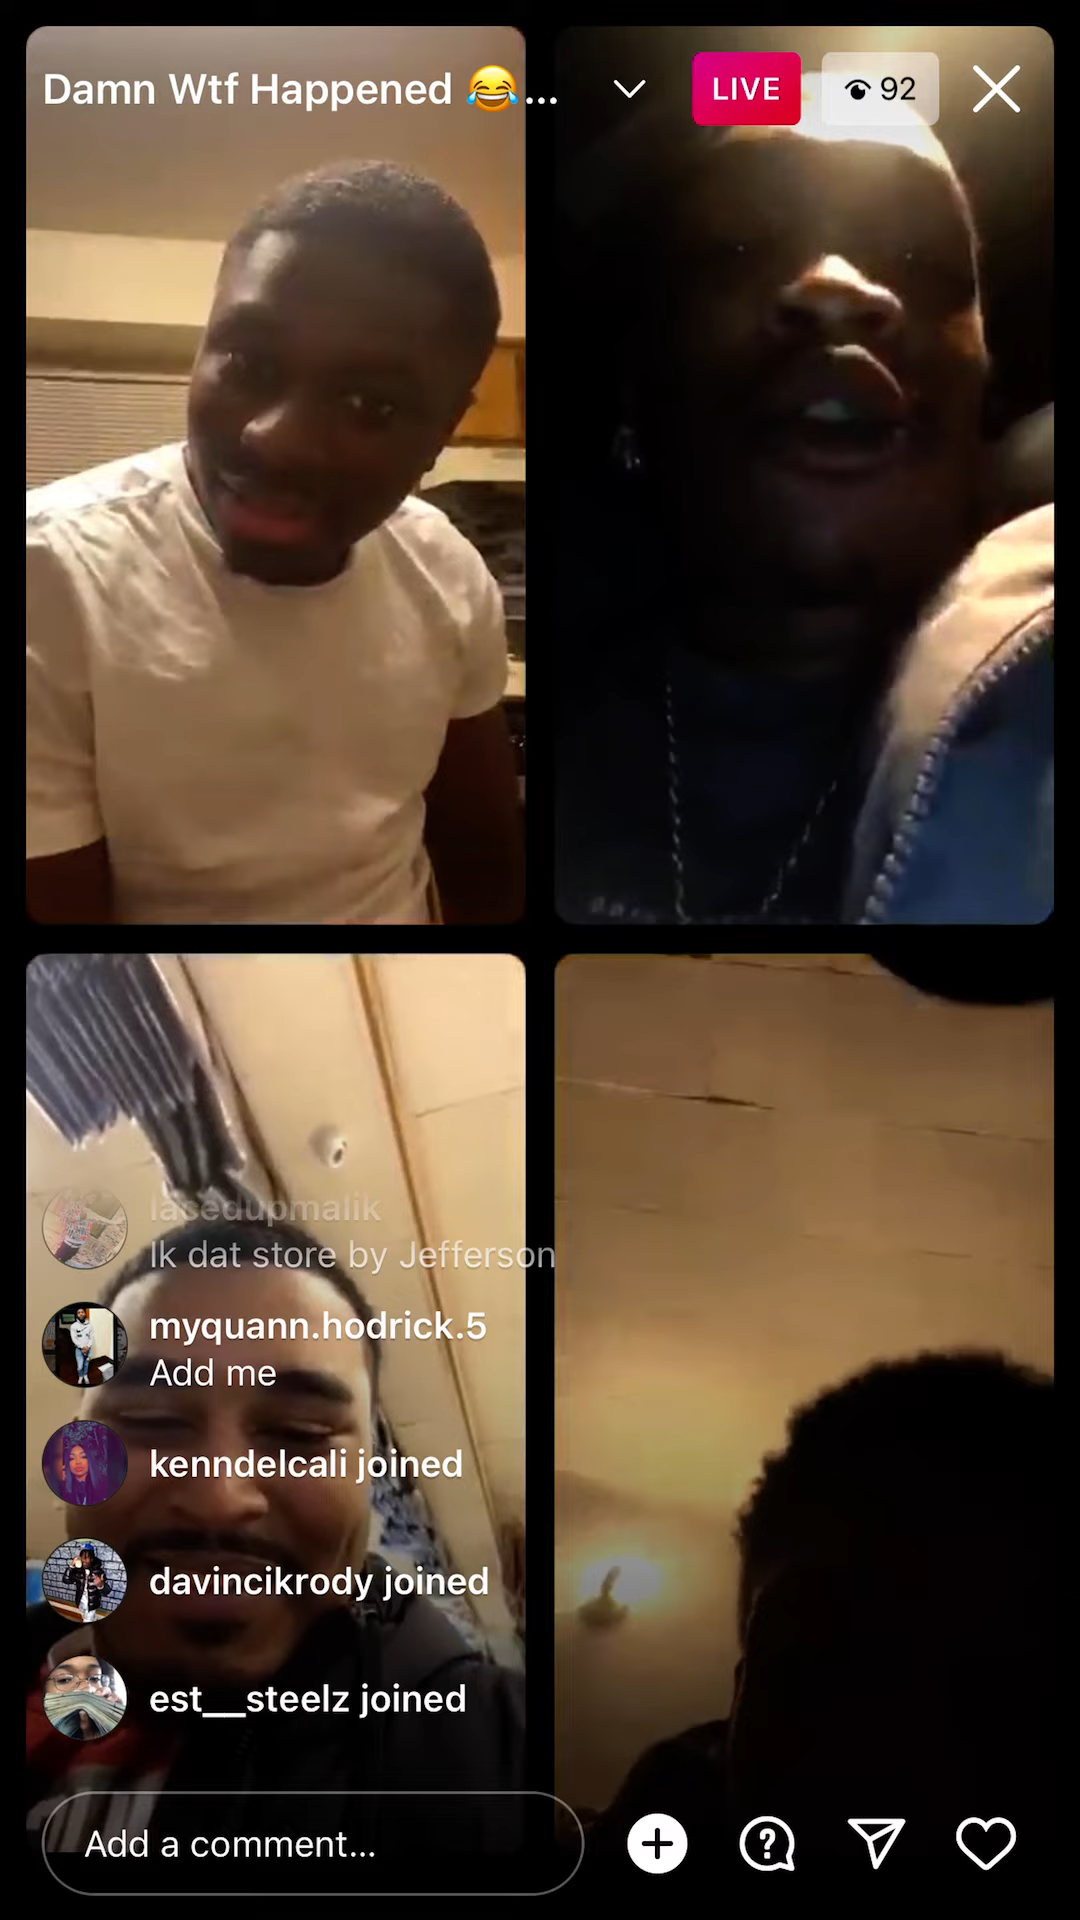 Damn Wtf Happened 😂...
LIVE
92
lacedupmalik
Ik dat store by Jefferson
myquann.hodrick.5
Add me
kenndelcali joined
davincikrody joined
est__steelz joined
Add a comment...